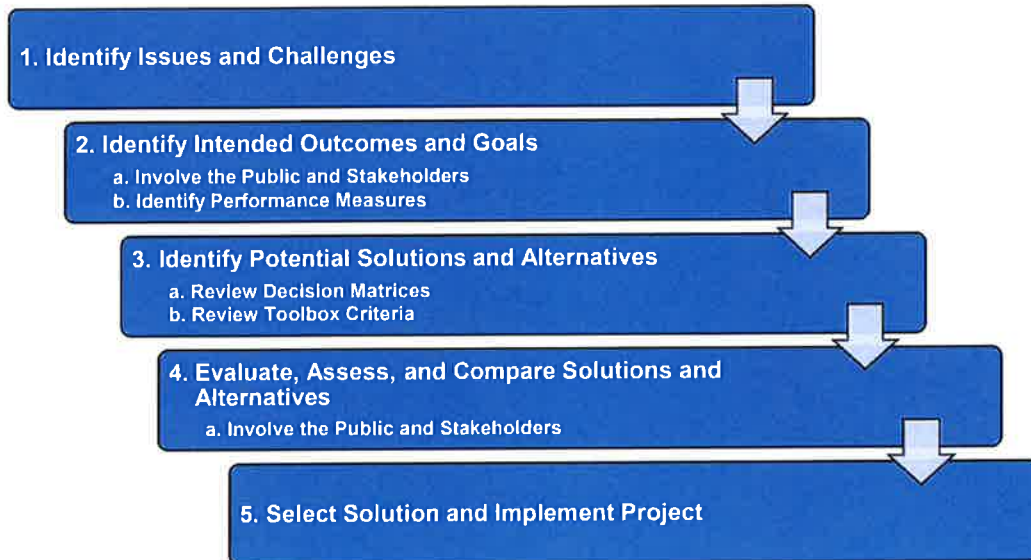 1. Identify Issues and Challenges
2. Identify Intended Outcomes and Goals
a. Involve the Public and Stakeholders
b. Identify Performance Measures
3. Identify Potential Solutions and Alternatives
a. Review Decision Matrices
b. Review Toolbox Criteria
4. Evaluate, Assess, and Compare Solutions and
Alternatives
a. Involve the Public and Stakeholders
5. Select Solution and Implement Project